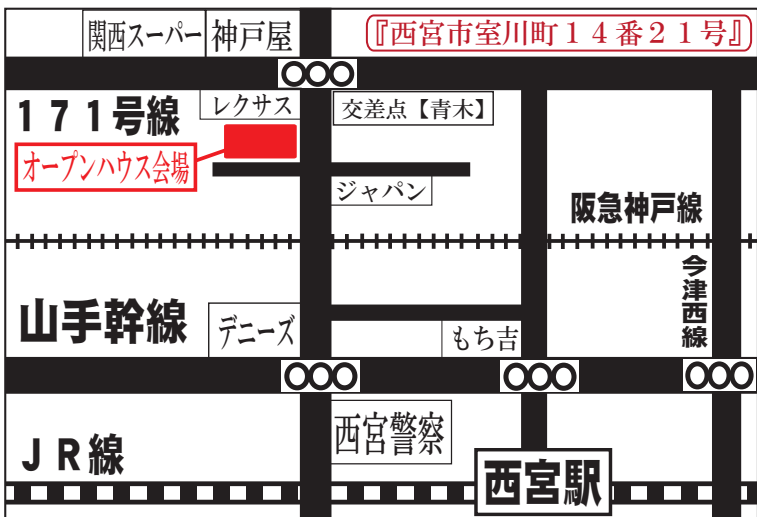 関西スーパー
神戸屋
『西宮市室川町１４番２１号』
１７１号線
レクサス
交差点【青木】
オープンハウス会場
ジャパン
阪急神戸線
今津西線
山手幹線
デニーズ
もち吉
西宮警察
ＪＲ線
西宮駅